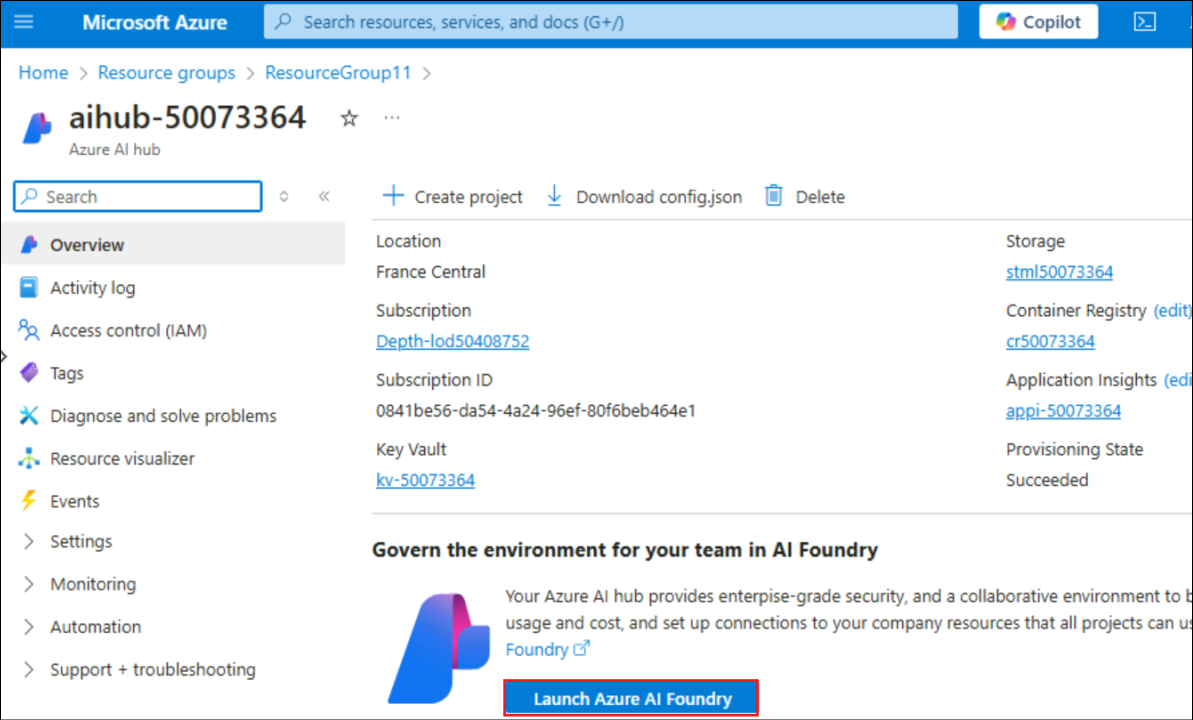 Microsoft Azure
Search resources, services, and docs (G+/)
Copilot
Home > Resource groups > ResourceGroup11 >
aihub-50073364
Azure AI hub
Search
Overview
Activity log
Access control (IAM)
Tags
Diagnose and solve problems
Resource visualizer
Events
Settings
Monitoring
Automation
Support + troubleshooting
Create project
Download config.json
Delete
Location
France Central
Subscription
Depth-lod50408752
Subscription ID
0841be56-da54-4a24-96ef-80f6beb464e1
Key Vault
kv-50073364
Storage
stml50073364
Container Registry (edit)
cr50073364
Application Insights (edi
appi-50073364
Provisioning State
Succeeded
Govern the environment for your team in AI Foundry
Your Azure AI hub provides enterpise-grade security, and a collaborative environment to b
usage and cost, and set up connections to your company resources that all projects can us
Foundry
Launch Azure AI Foundry